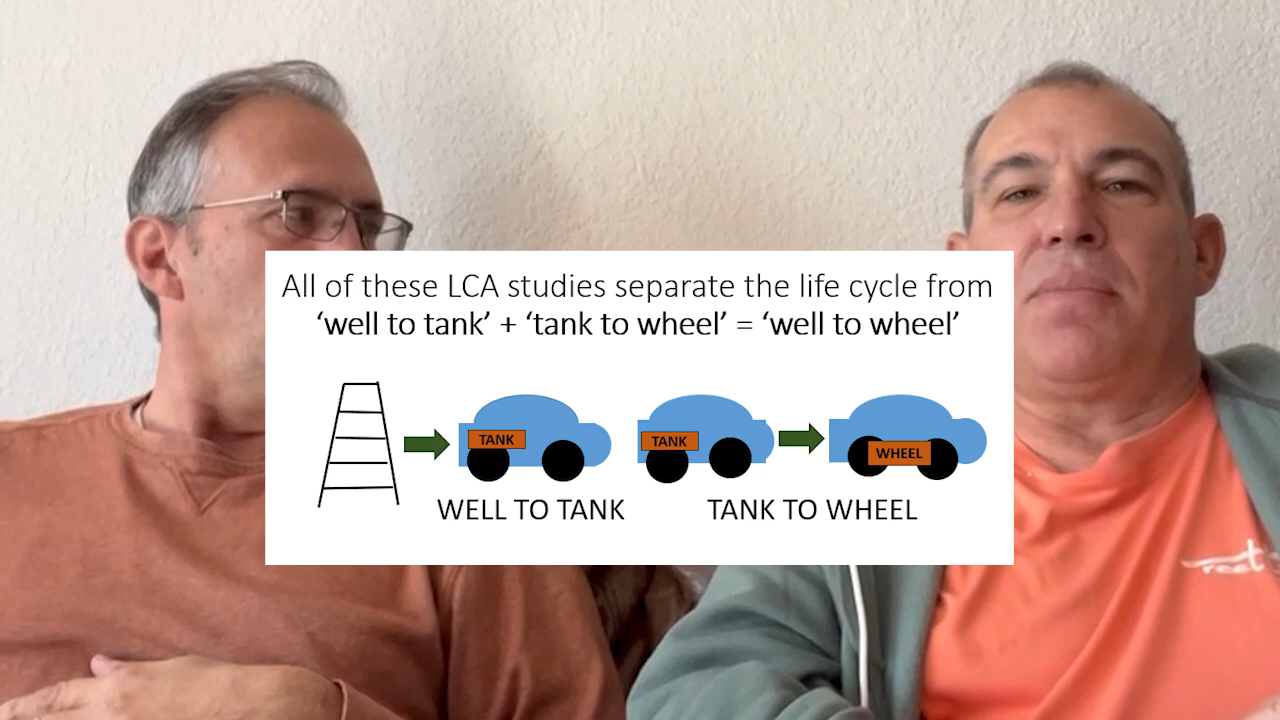 All of these LCA studies separate the life cycle from
‘well to tank’ + ‘tank to wheel’ = ‘well to wheel’
TANK
TANK
WHEEL
WELL TO TANK
TANK TO WHEEL